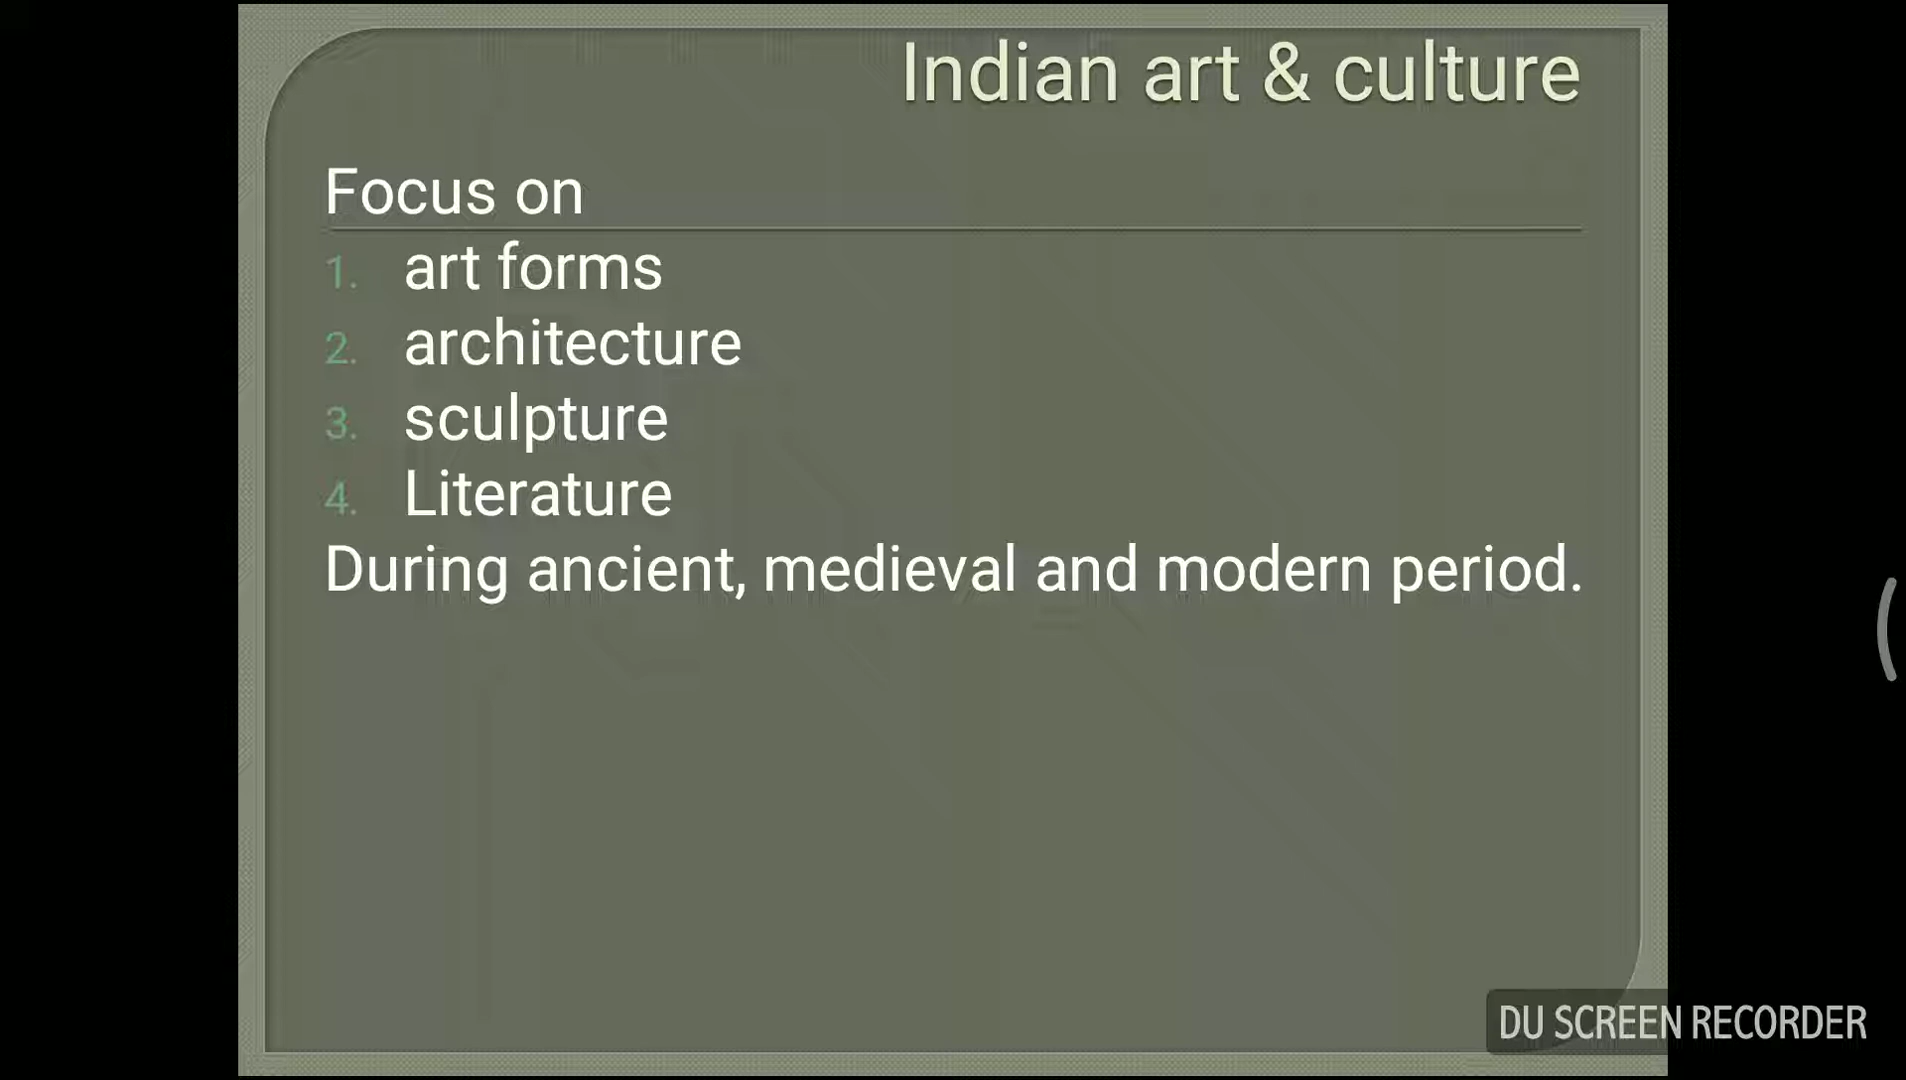 Indian art & culture
Focus on
1. art forms
2. architecture
3. sculpture
4. Literature
During ancient, medieval and modern period.
DU SCREEN RECORDER